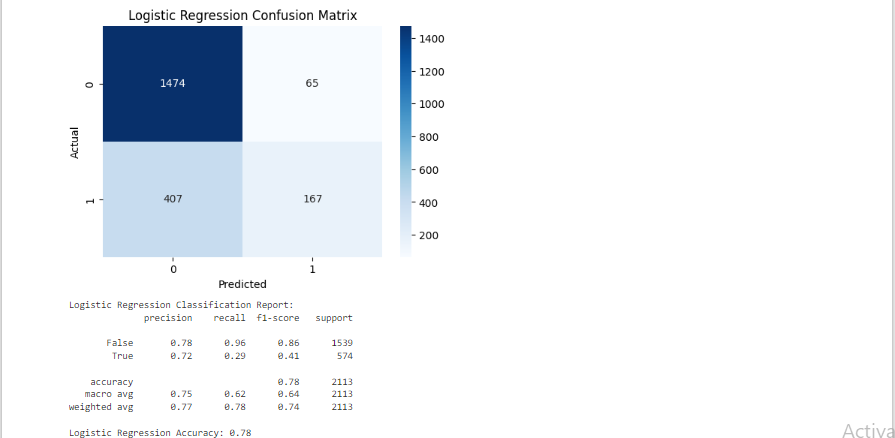 Logistic Regression Confusion Matrix
1400
1200
1000
800
600
400
200
0
1474
65
Actual
1
407
167
0
1
Predicted
Logistic Regression Classification Report:
precision recall f1-score support
False 0.78 0.96 0.86 1539
True 0.72 0.29 0.41 574
accuracy 0.78 2113
macro avg 0.75 0.62 0.64 2113
weighted avg 0.77 0.78 0.74 2113
Logistic Regression Accuracy: 0.78
Activa